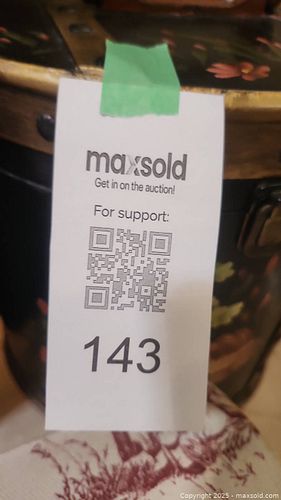 maxsold
Get in on the auction!
For support:
143
Copyright 2025 - maxsold.com